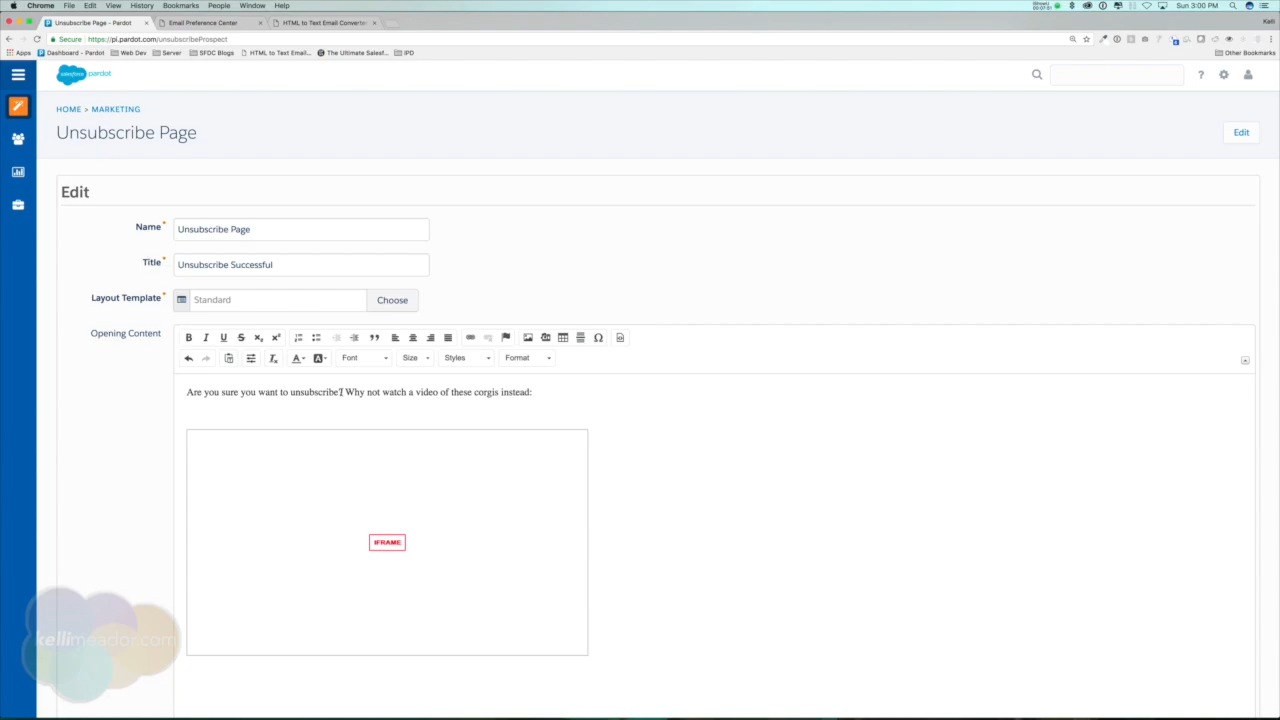 Chrome File Edit View History Bookmarks People Window Help
Sun 3:00 PM
Unsubscribe Page - Pardot
Email Preference Center
HTML to Text Email Converter
Kelli
Secure https://pi.pardot.com/unsubscribeProspect
Apps Dashboard - Pardot Web Dev Server SFDC Blogs HTML to Text Email... The Ultimate Salesf... IPD Other Bookmarks
salesforce pardot
?
HOME > MARKETING
Unsubscribe Page
Edit
Edit
Name*
Unsubscribe Page
Title*
Unsubscribe Successful
Layout Template*
Standard
Choose
Opening Content
B I U S x₂ x² Ω
A A Font Size Styles Format
Are you sure you want to unsubscribe? Why not watch a video of these corgis instead:
IFRAME
kellimeador.com